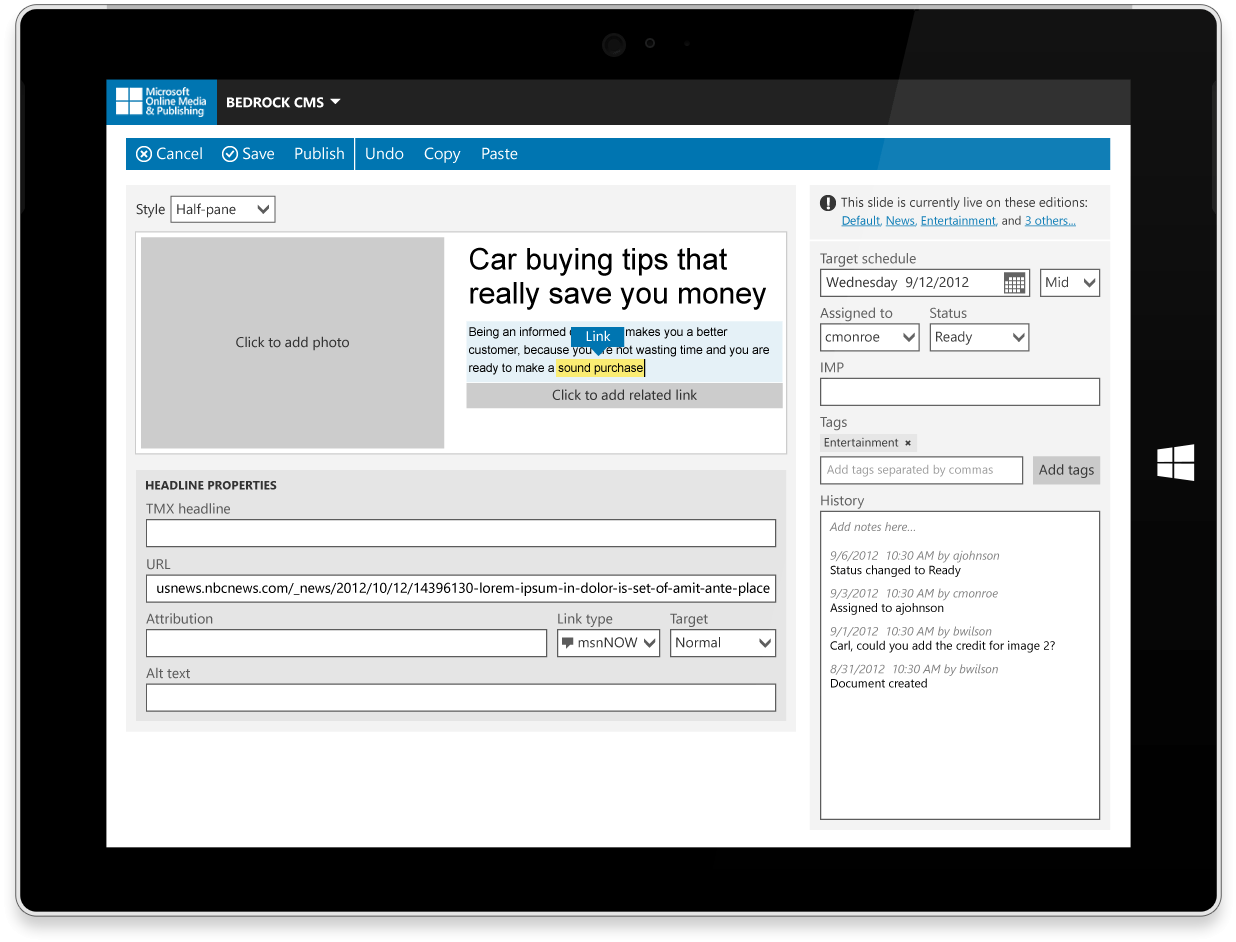 Microsoft
Online Media
& Publishing
BEDROCK CMS
Cancel Save Publish Undo Copy Paste
Style Half-pane
Click to add photo
Car buying tips that
really save you money
Being an informed makes you a better
Link
customer, because you are not wasting time and you are
ready to make a sound purchase
Click to add related link
HEADLINE PROPERTIES
TMX headline
URL
usnews.nbcnews.com/_news/2012/10/12/14396130-lorem-ipsum-in-dolor-is-set-of-amit-ante-place
Attribution Link type Target
msnNOW Normal
Alt text
This slide is currently live on these editions:
Default, News, Entertainment, and 3 others...
Target schedule
Wednesday 9/12/2012 Mid
Assigned to Status
cmonroe Ready
IMP
Tags
Entertainment ×
Add tags separated by commas Add tags
History
Add notes here...
9/6/2012 10:30 AM by ajohnson
Status changed to Ready
9/3/2012 10:30 AM by cmonroe
Assigned to ajohnson
9/1/2012 10:30 AM by bwilson
Carl, could you add the credit for image 2?
8/31/2012 10:30 AM by bwilson
Document created